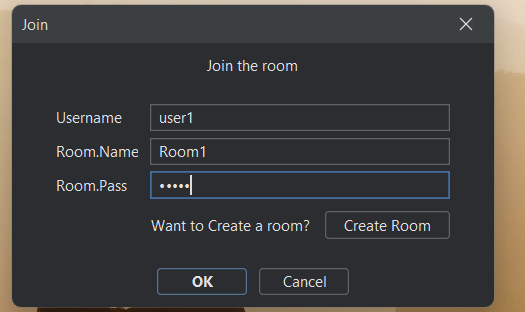 Join
Join the room
Username user1
Room.Name Room1
Room.Pass •••••
Want to Create a room? Create Room
OK Cancel